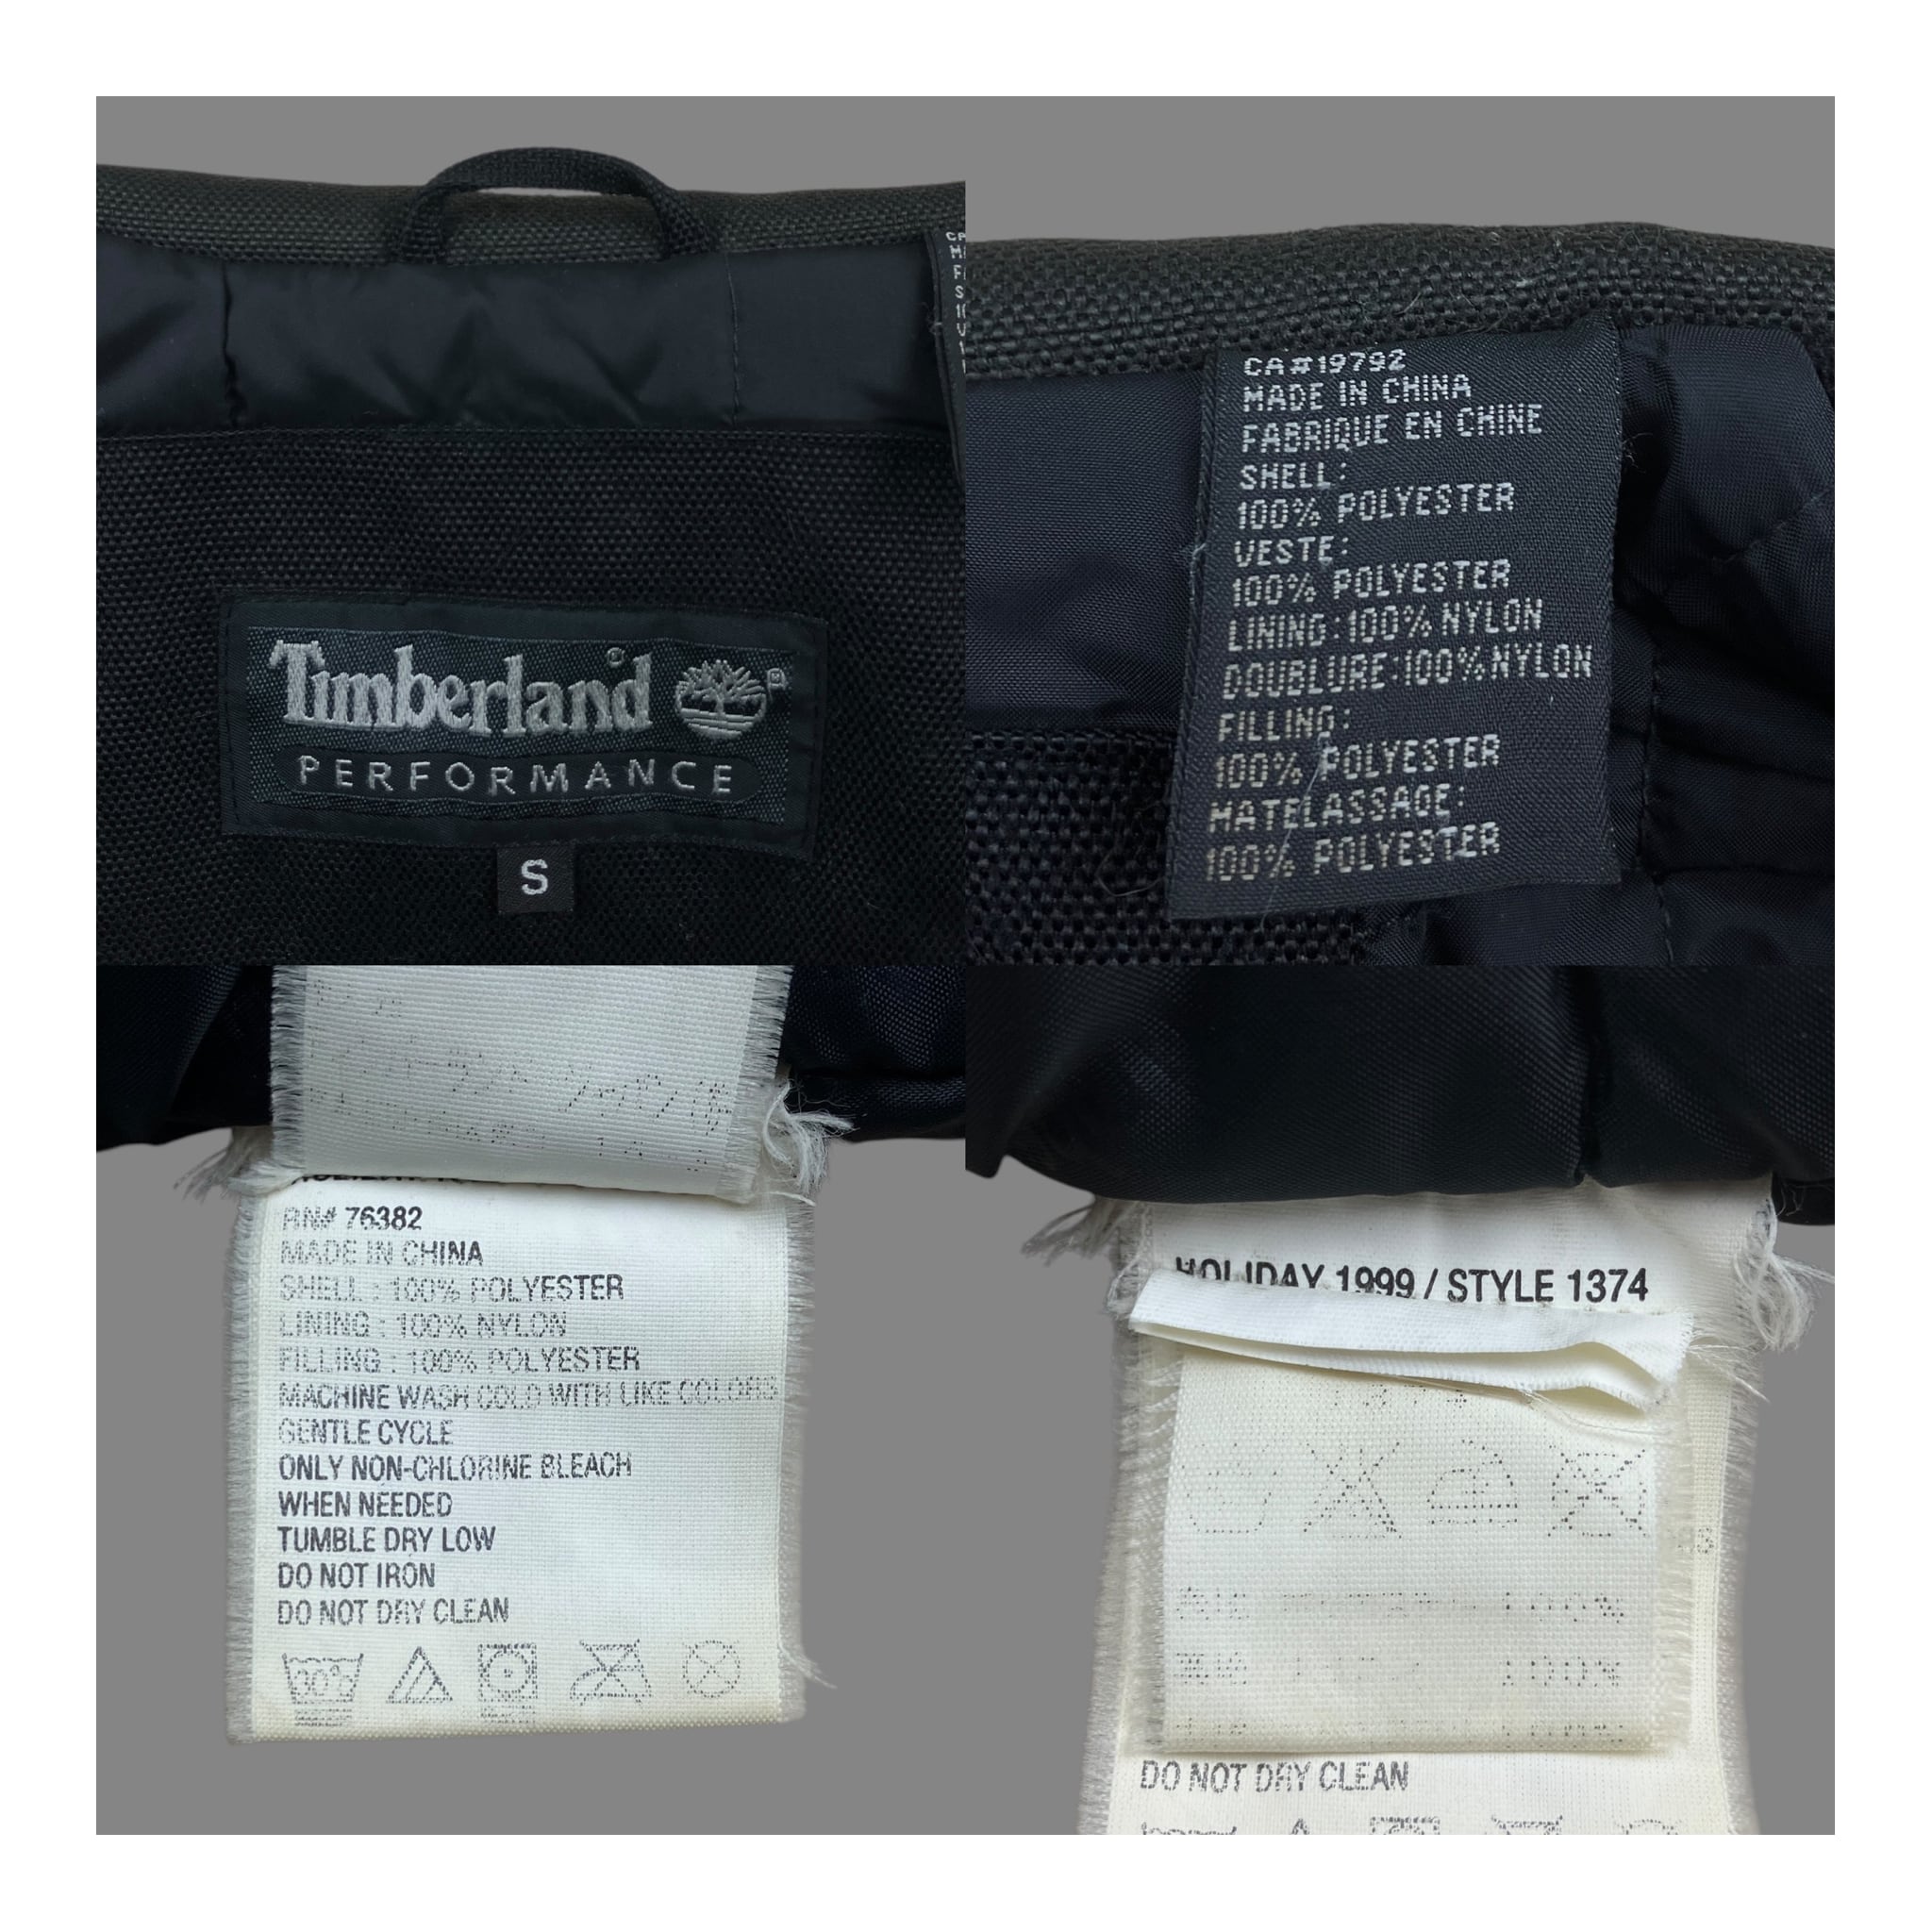 Timberland
PERFORMANCE
S
CA#19792
MADE IN CHINA
FABRIQUE EN CHINE
SHELL:
100% POLYESTER
VESTE:
100% POLYESTER
LINING:100% NYLON
DOUBLURE:100% NYLON
FILLING:
100% POLYESTER
MATELASSAGE:
100% POLYESTER
RN# 76382
MADE IN CHINA
SHELL : 100% POLYESTER
LINING : 100% NYLON
FILLING : 100% POLYESTER
MACHINE WASH COLD WITH LIKE COLORS
GENTLE CYCLE
ONLY NON-CHLORINE BLEACH
WHEN NEEDED
TUMBLE DRY LOW
DO NOT IRON
DO NOT DRY CLEAN
30°c
HOLIDAY 1999 / STYLE 1374
100%
100%
DO NOT DRY CLEAN